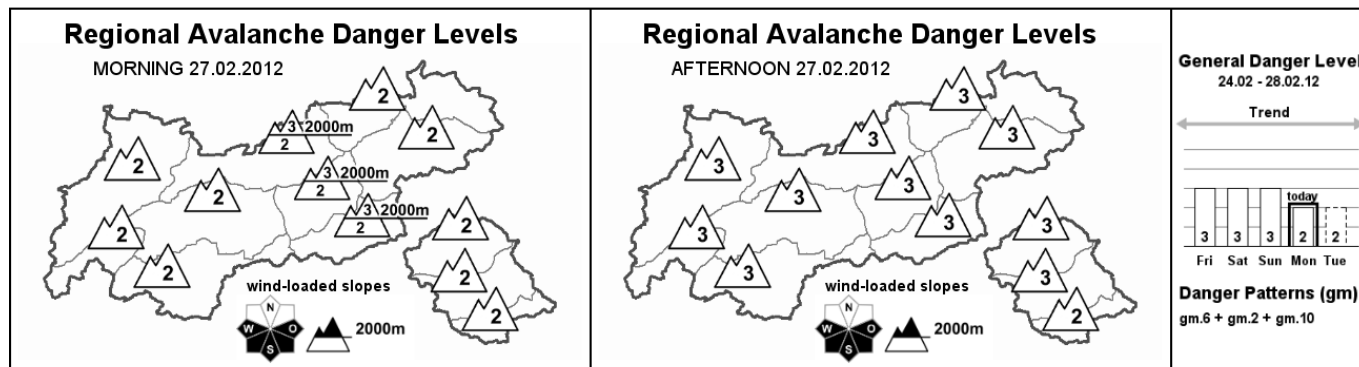 Regional Avalanche Danger Levels
MORNING 27.02.2012
2
3 2000m
2
2
2
3 2000m
2
2
3 2000m
2
2
2
2
2
2
wind-loaded slopes
N
W O
S
2000m
Regional Avalanche Danger Levels
AFTERNOON 27.02.2012
3
3
3
3
3
3
3
3
3
3
3
2
wind-loaded slopes
N
W O
S
2000m
General Danger Level
24.02 - 28.02.12
Trend
today
3 3 3 2 2
Fri Sat Sun Mon Tue
Danger Patterns (gm)
gm.6 + gm.2 + gm.10